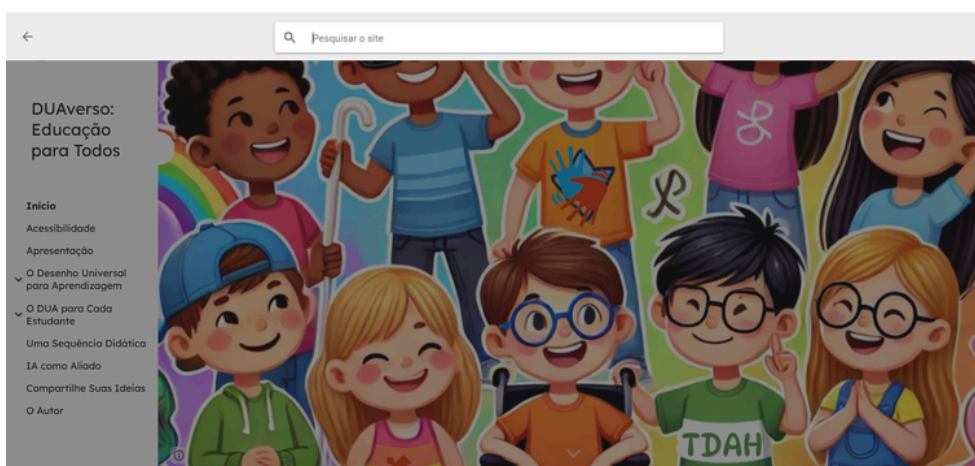 Pesquisar o site
DUAverso:
Educação
para Todos
Início
Acessibilidade
Apresentação
O Desenho Universal
para Aprendizagem
O DUA para Cada
Estudante
Uma Sequência Didática
IA como Aliado
Compartilhe Suas Ideias
O Autor
TDAH